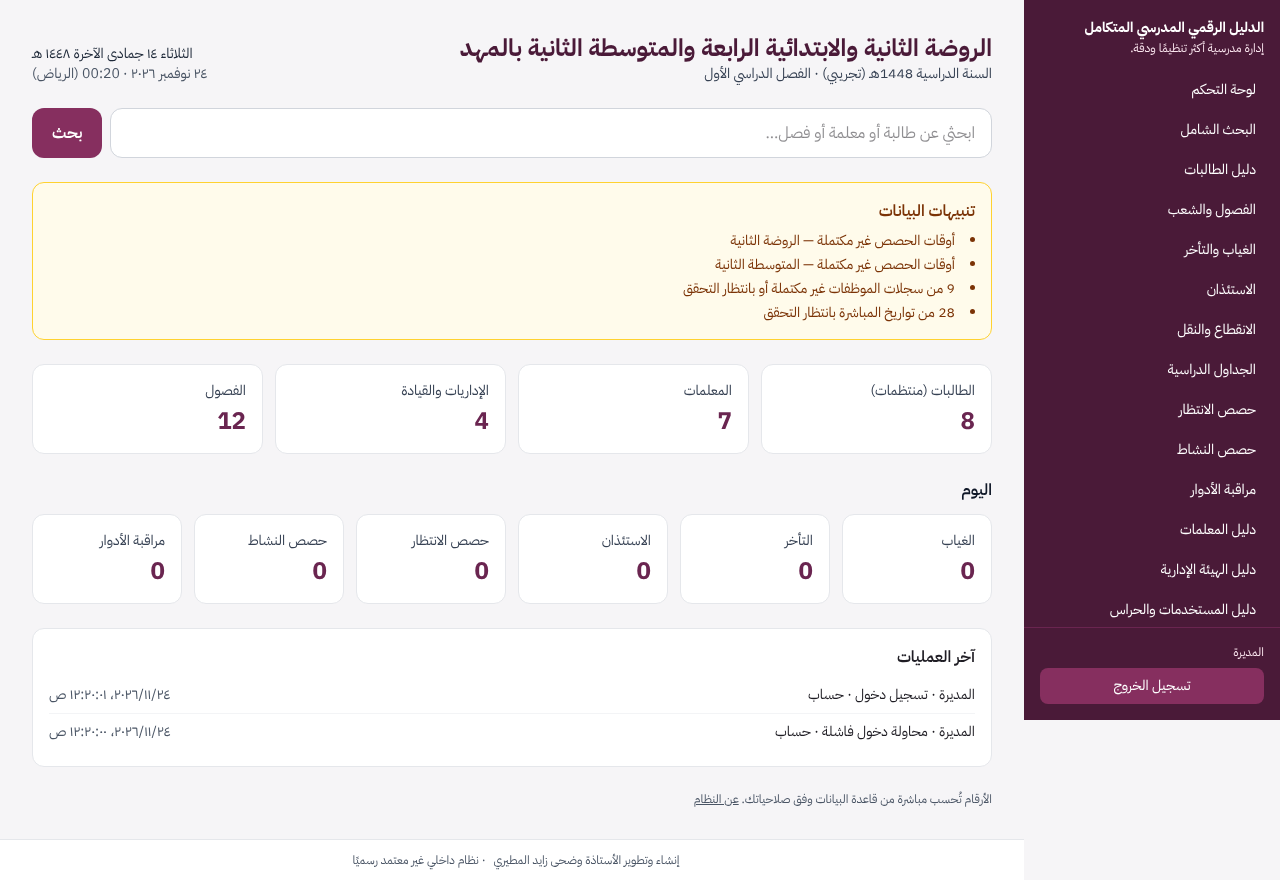 الدليل الرقمي المدرسي المتكامل
إدارة مدرسية أكثر تنظيمًا ودقة.
لوحة التحكم
البحث الشامل
دليل الطالبات
الفصول والشعب
الغياب والتأخر
الاستئذان
الانقطاع والنقل
الجداول الدراسية
حصص الانتظار
حصص النشاط
مراقبة الأدوار
دليل المعلمات
دليل الهيئة الإدارية
دليل المستخدمات والحراس
المديرة
تسجيل الخروج
الروضة الثانية والابتدائية الرابعة والمتوسطة الثانية بالمهد
السنة الدراسية 1448هـ (تجريبي) · الفصل الدراسي الأول
الثلاثاء ١٤ جمادى الآخرة ١٤٤٨ هـ
٢٤ نوفمبر ٢٠٢٦ · 00:20 (الرياض)
ابحثي عن طالبة أو معلمة أو فصل...
بحث
تنبيهات البيانات
أوقات الحصص غير مكتملة — الروضة الثانية
أوقات الحصص غير مكتملة — المتوسطة الثانية
9 من سجلات الموظفات غير مكتملة أو بانتظار التحقق
28 من تواريخ المباشرة بانتظار التحقق
الطالبات (منتظمات)
8
المعلمات
7
الإداريات والقيادة
4
الفصول
12
اليوم
الغياب
0
التأخر
0
الاستئذان
0
حصص الانتظار
0
حصص النشاط
0
مراقبة الأدوار
0
آخر العمليات
المديرة · تسجيل دخول · حساب
٢٠٢٦/١١/٢٤، ١٢:٢٠:٠١ ص
المديرة · محاولة دخول فاشلة · حساب
٢٠٢٦/١١/٢٤، ١٢:٢٠:٠٠ ص
الأرقام تُحسب مباشرة من قاعدة البيانات وفق صلاحياتك. عن النظام
إنشاء وتطوير الأستاذة وضحى زايد المطيري · نظام داخلي غير معتمد رسميًا